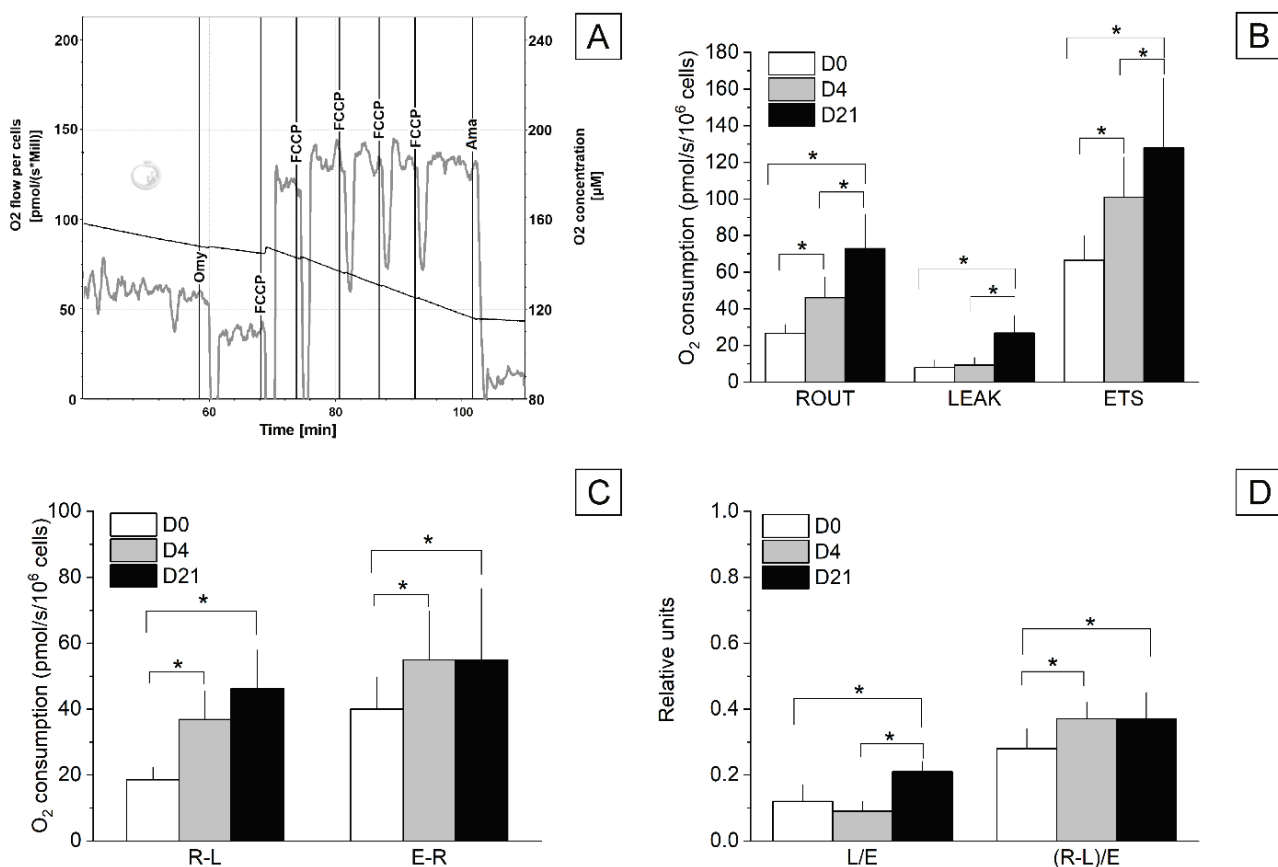 A
200
150
100
50
0
O2 flow per cells
[pmol/(s*Mill)]
Omy
FCCP
FCCP
FCCP
FCCP
FCCP
Ama
240
200
160
120
80
O2 concentration
[µM]
60
80
100
Time [min]
B
D0
D4
D21
180
160
140
120
100
80
60
40
20
0
O₂ consumption (pmol/s/10⁶ cells)
* * * * * * * *
ROUT LEAK ETS
C
D0
D4
D21
100
80
60
40
20
0
O₂ consumption (pmol/s/10⁶ cells)
* * * *
R-L E-R
D
D0
D4
D21
1.0
0.8
0.6
0.4
0.2
0.0
Relative units
* * * *
L/E (R-L)/E